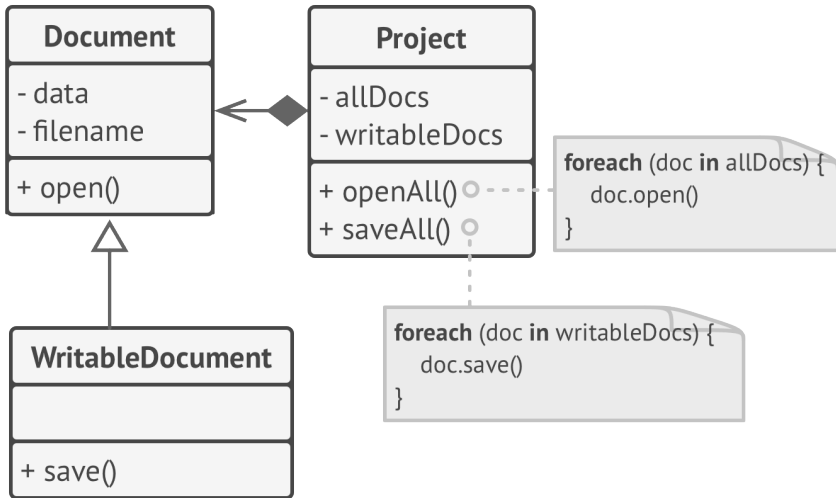 Document
- data
- filename
+ open()
Project
- allDocs
- writableDocs
+ openAll()
+ saveAll()
foreach (doc in allDocs) {
doc.open()
}
foreach (doc in writableDocs) {
doc.save()
}
WritableDocument
+ save()